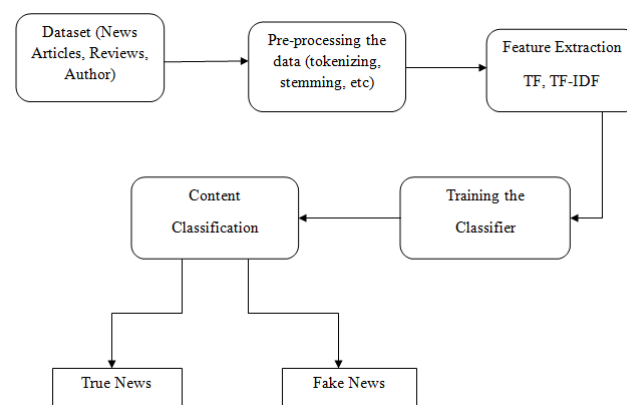 Dataset (News
Articles, Reviews,
Author)
Pre-processing the
data (tokenizing,
stemming, etc)
Feature Extraction
TF, TF-IDF
Content
Classification
Training the
Classifier
True News
Fake News